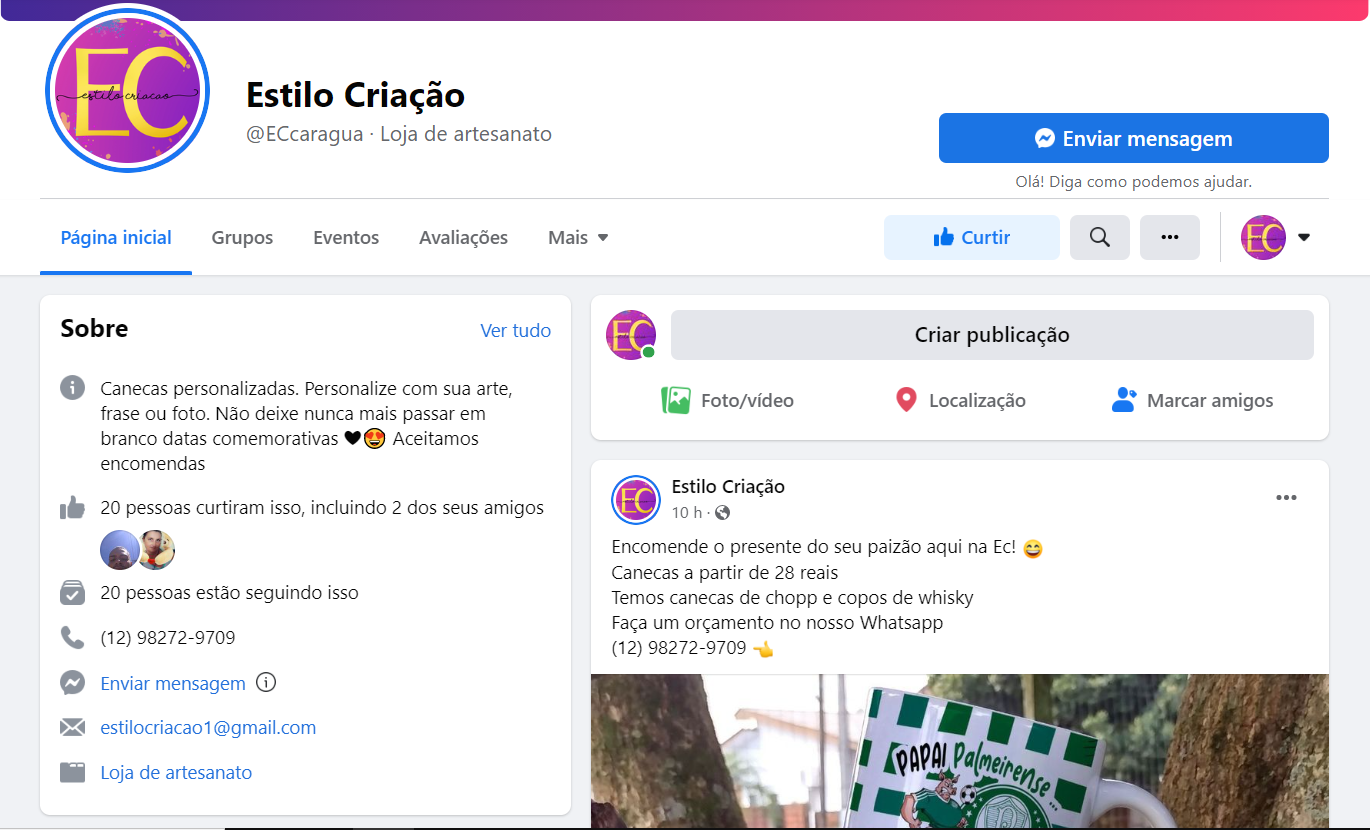 EC
estilo criacao
Estilo Criação
@ECcaragua · Loja de artesanato
Enviar mensagem
Olá! Diga como podemos ajudar.
Página inicial
Grupos
Eventos
Avaliações
Mais
Curtir
EC
Sobre
Ver tudo
Canecas personalizadas. Personalize com sua arte,
frase ou foto. Não deixe nunca mais passar em
branco datas comemorativas 🖤😍 Aceitamos
encomendas
20 pessoas curtiram isso, incluindo 2 dos seus amigos
20 pessoas estão seguindo isso
(12) 98272-9709
Enviar mensagem
estilocriacao1@gmail.com
Loja de artesanato
EC
Criar publicação
Foto/vídeo
Localização
Marcar amigos
EC
Estilo Criação
10 h ·
Encomende o presente do seu paizão aqui na Ec! 😄
Canecas a partir de 28 reais
Temos canecas de chopp e copos de whisky
Faça um orçamento no nosso Whatsapp
(12) 98272-9709 👈
PAPAI Palmeirense...